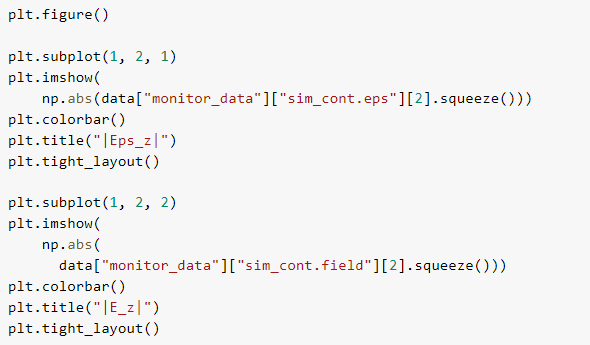 plt.figure()

plt.subplot(1, 2, 1)
plt.imshow(
    np.abs(data["monitor_data"]["sim_cont.eps"][2].squeeze()))
plt.colorbar()
plt.title("|Eps_z|")
plt.tight_layout()

plt.subplot(1, 2, 2)
plt.imshow(
    np.abs(
      data["monitor_data"]["sim_cont.field"][2].squeeze()))
plt.colorbar()
plt.title("|E_z|")
plt.tight_layout()